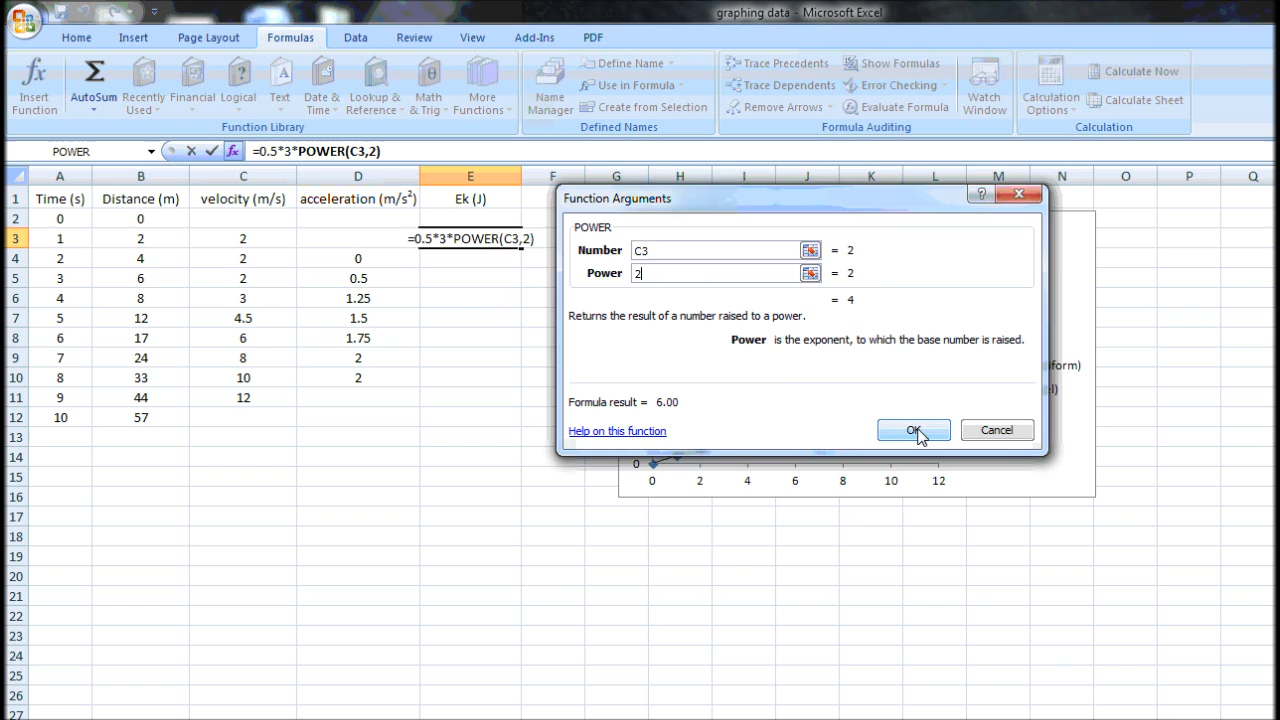 graphing data - Microsoft Excel
Home Insert Page Layout Formulas Data Review View Add-Ins PDF
Insert Function
AutoSum
Recently Used
Financial
Logical
Text
Date & Time
Lookup & Reference
Math & Trig
More Functions
Function Library
Name Manager
Define Name
Use in Formula
Create from Selection
Defined Names
Trace Precedents
Trace Dependents
Remove Arrows
Show Formulas
Error Checking
Evaluate Formula
Formula Auditing
Watch Window
Calculation Options
Calculate Now
Calculate Sheet
Calculation
POWER =0.5*3*POWER(C3,2)
A B C D E F G H I J K L M N O P Q
1 Time (s) Distance (m) velocity (m/s) acceleration (m/s²) Ek (J)
2 0 0
3 1 2 2 =0.5*3*POWER(C3,2)
4 2 4 2 0
5 3 6 2 0.5
6 4 8 3 1.25
7 5 12 4.5 1.5
8 6 17 6 1.75
9 7 24 8 2
10 8 33 10 2
11 9 44 12
12 10 57
13
14
15
16
17
18
19
20
21
22
23
24
25
26
27
Function Arguments
POWER
Number C3 = 2
Power 2 = 2
= 4
Returns the result of a number raised to a power.
Power is the exponent, to which the base number is raised.
Formula result = 6.00
Help on this function
OK Cancel
iform)
0
0 2 4 6 8 10 12